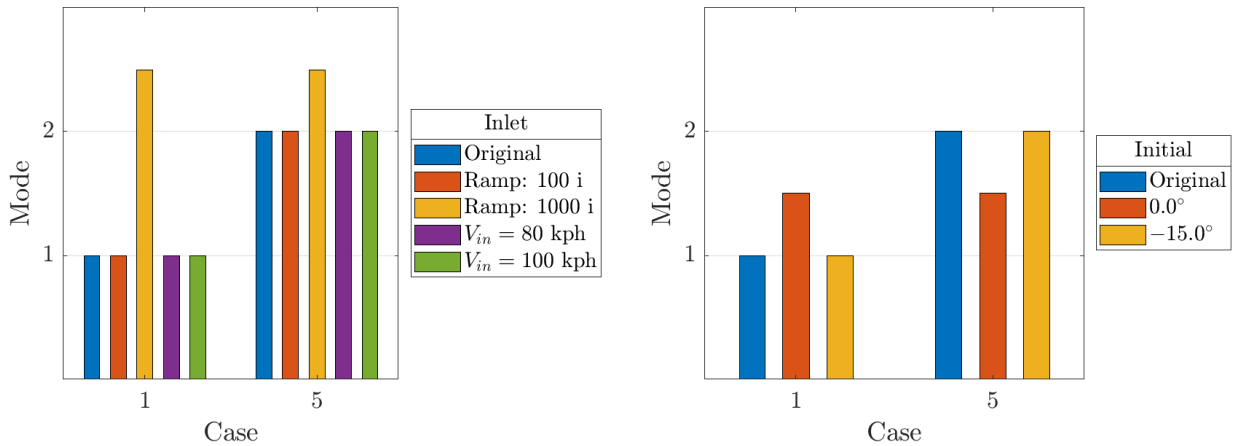 2
1
Mode
1
5
Case
Inlet
Original
Ramp: 100 i
Ramp: 1000 i
V_in = 80 kph
V_in = 100 kph
2
1
Mode
1
5
Case
Initial
Original
0.0°
−15.0°